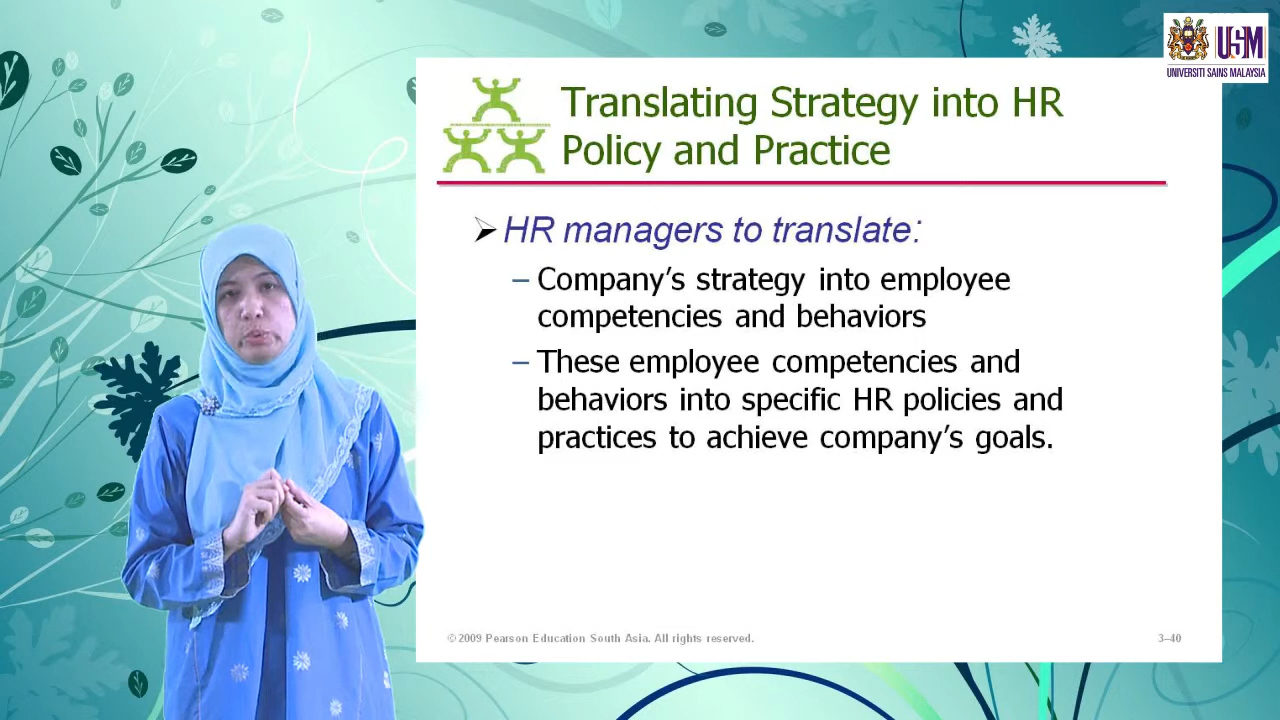 USM
UNIVERSITI SAINS MALAYSIA
Translating Strategy into HR
Policy and Practice
HR managers to translate:
– Company's strategy into employee
competencies and behaviors
– These employee competencies and
behaviors into specific HR policies and
practices to achieve company's goals.
©2009 Pearson Education South Asia. All rights reserved.
3–40